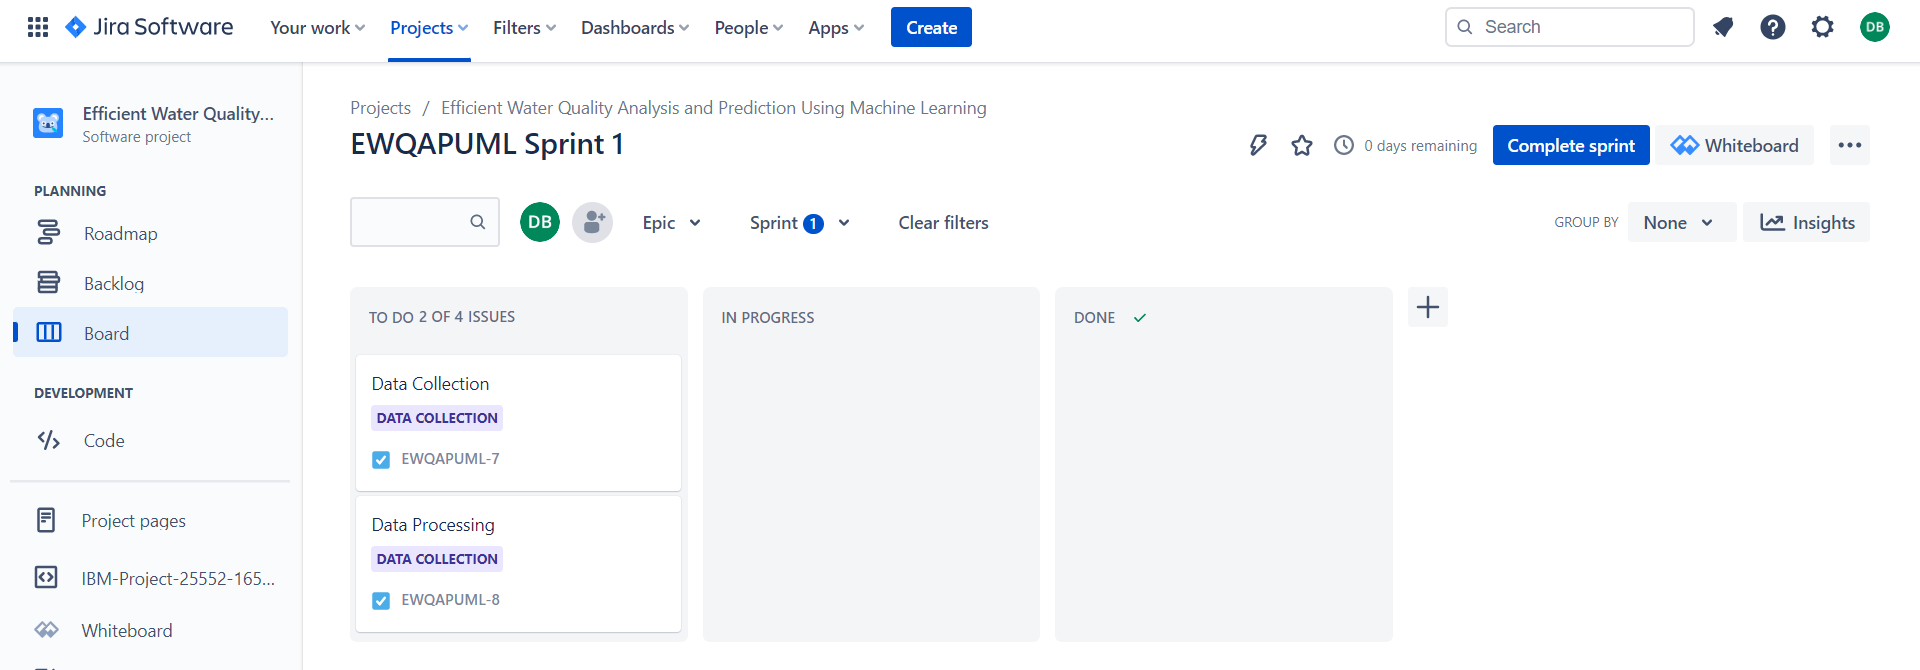 Jira Software Your work Projects Filters Dashboards People Apps Create Search DB
Efficient Water Quality...
Software project
PLANNING
Roadmap
Backlog
Board
DEVELOPMENT
Code
Project pages
IBM-Project-25552-165...
Whiteboard
Projects / Efficient Water Quality Analysis and Prediction Using Machine Learning
EWQAPUML Sprint 1
0 days remaining Complete sprint Whiteboard
DB Epic Sprint 1 Clear filters GROUP BY None Insights
TO DO 2 OF 4 ISSUES
Data Collection
DATA COLLECTION
EWQAPUML-7
Data Processing
DATA COLLECTION
EWQAPUML-8
IN PROGRESS
DONE